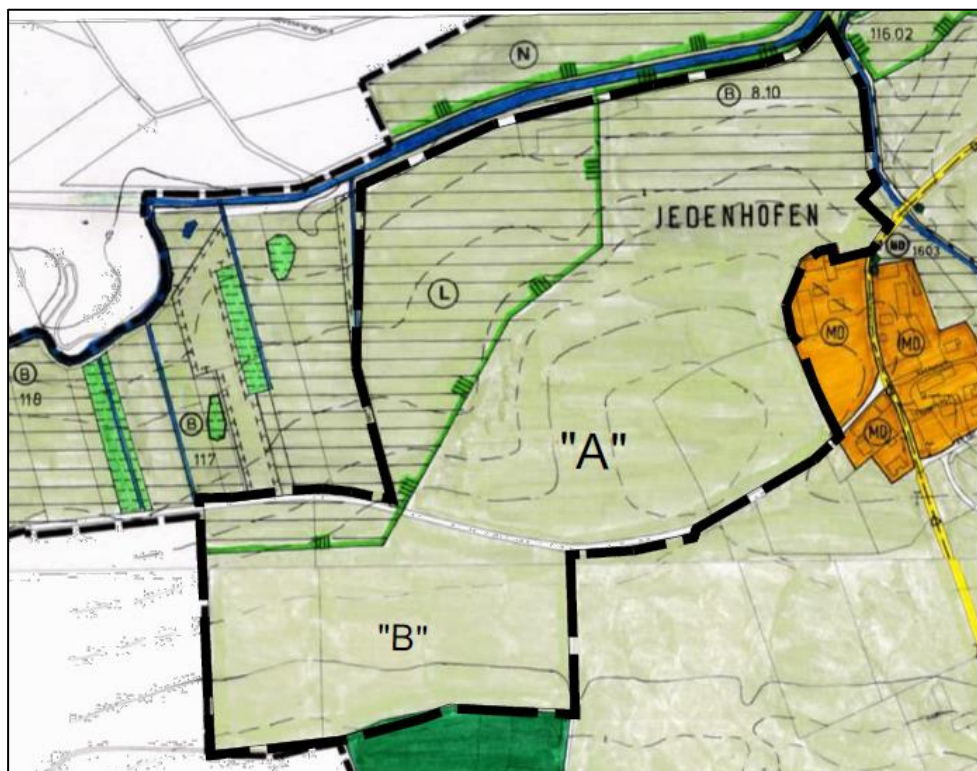 116.02
N
B 8.10
JEDENHOFEN
ND 1603
L
MD
MD
B
118
B
117
MD
"A"
"B"